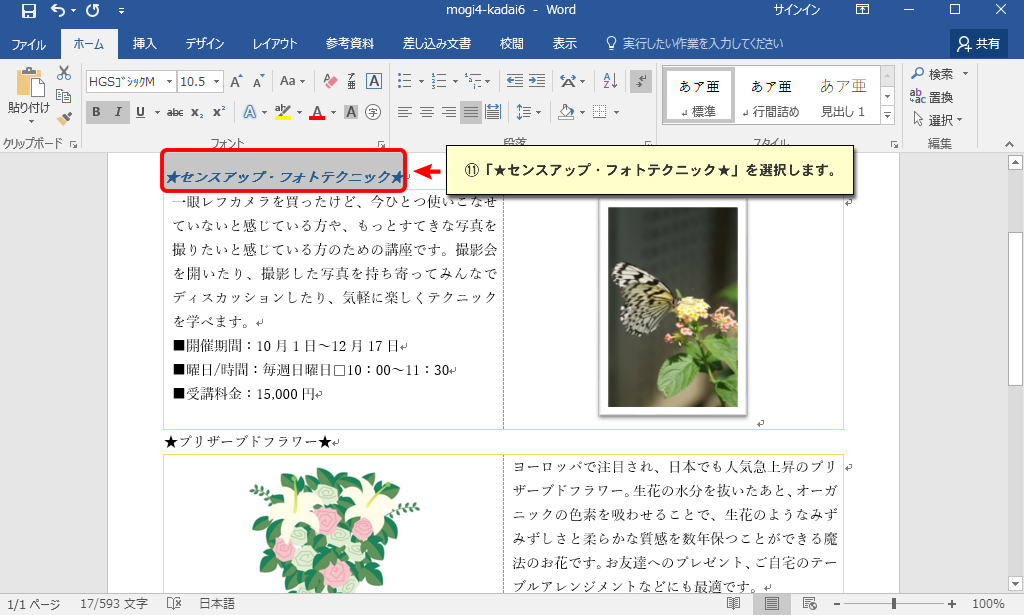 mogi4-kadai6 - Word
サインイン
ファイル ホーム 挿入 デザイン レイアウト 参考資料 差し込み文書 校閲 表示 実行したい作業を入力してください 共有
HGSｺﾞｼｯｸM 10.5 A A Aa A 検索
あア亜 あア亜 あア亜
貼り付け 置換
B I U abc x₂ x² A A A 字
標準 行間詰め 見出し 1 選択
クリップボード フォント 段落 スタイル 編集
★センスアップ・フォトテクニック★
⑪「★センスアップ・フォトテクニック★」を選択します。
一眼レフカメラを買ったけど、今ひとつ使いこなせ
ていないと感じている方や、もっとすてきな写真を
撮りたいと感じている方のための講座です。撮影会
を開いたり、撮影した写真を持ち寄ってみんなで
ディスカッションしたり、気軽に楽しくテクニック
を学べます。
■開催期間：10 月 1 日～12 月 17 日
■曜日/時間：毎週日曜日□10：00～11：30
■受講料金：15,000 円
★プリザーブドフラワー★
ヨーロッパで注目され、日本でも人気急上昇のプリ
ザーブドフラワー。生花の水分を抜いたあと、オーガ
ニックの色素を吸わせることで、生花のようなみず
みずしさと柔らかな質感を数年保つことができる魔
法のお花です。お友達へのプレゼント、ご自宅のテー
ブルアレンジメントなどにも最適です。
1/1 ページ 17/593 文字 日本語 100%